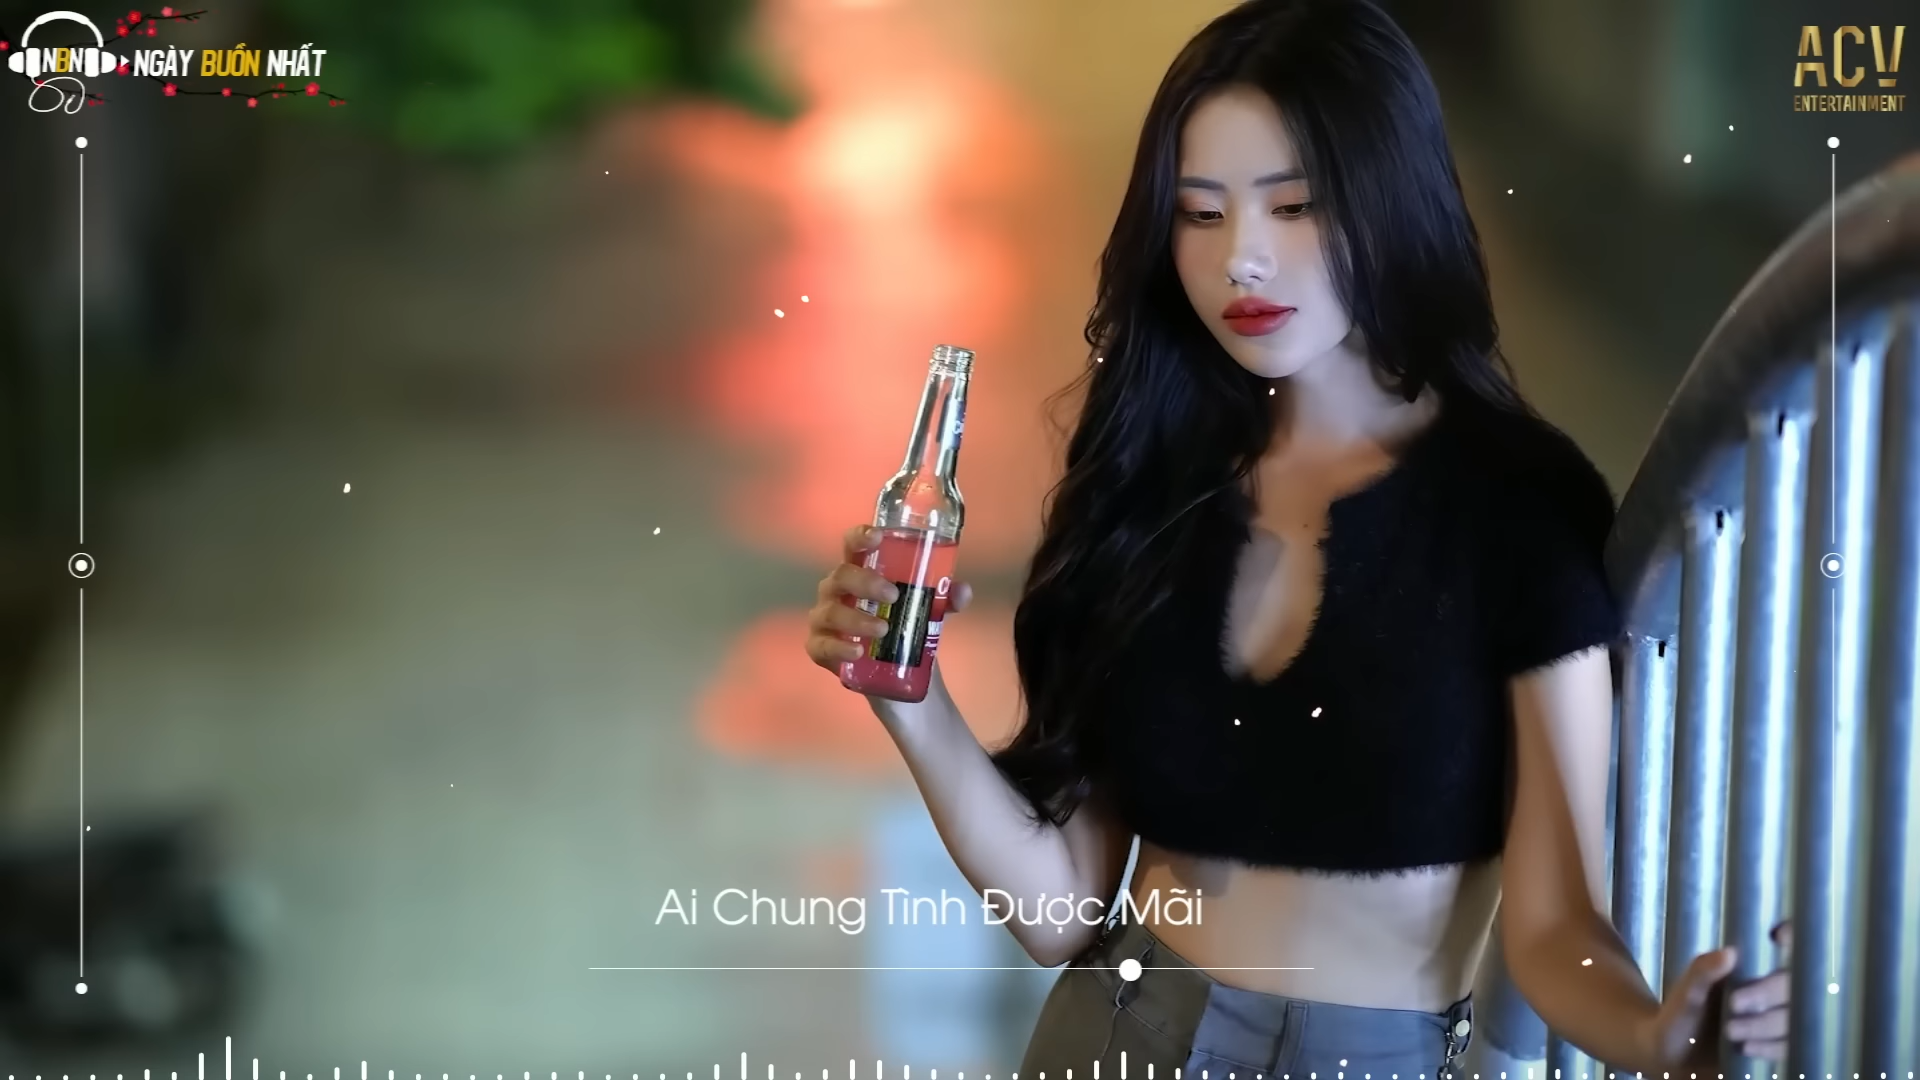 NBN
NGÀY BUỒN NHẤT
ACV
ENTERTAINMENT
Ai Chung Tình Được Mãi